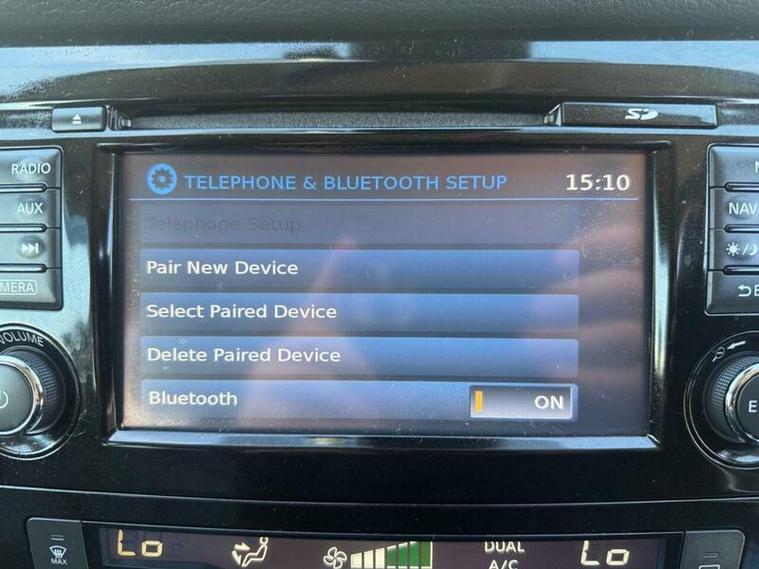 RADIO
AUX
MERA
VOLUME
MAX
SD
TELEPHONE & BLUETOOTH SETUP 15:10
Telephone Setup
Pair New Device
Select Paired Device
Delete Paired Device
Bluetooth ON
NAV
Lo
DUAL
A/C
Lo